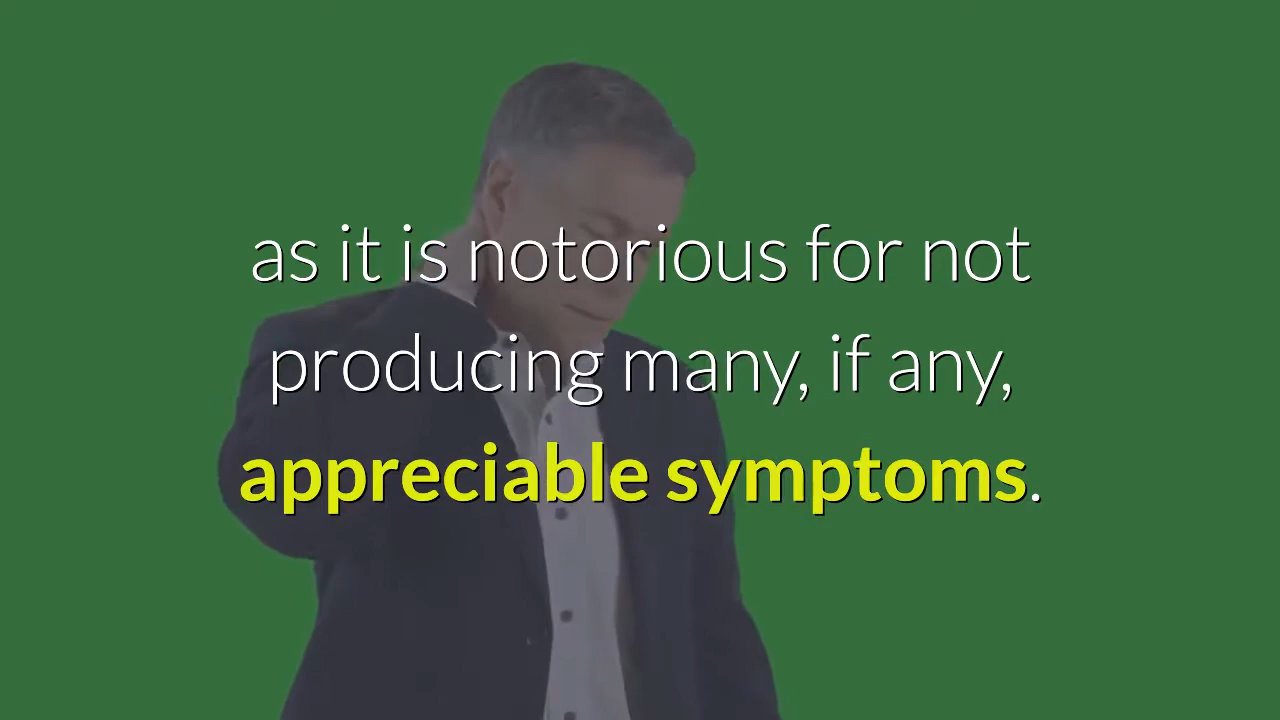 as it is notorious for not
producing many, if any,
appreciable symptoms.